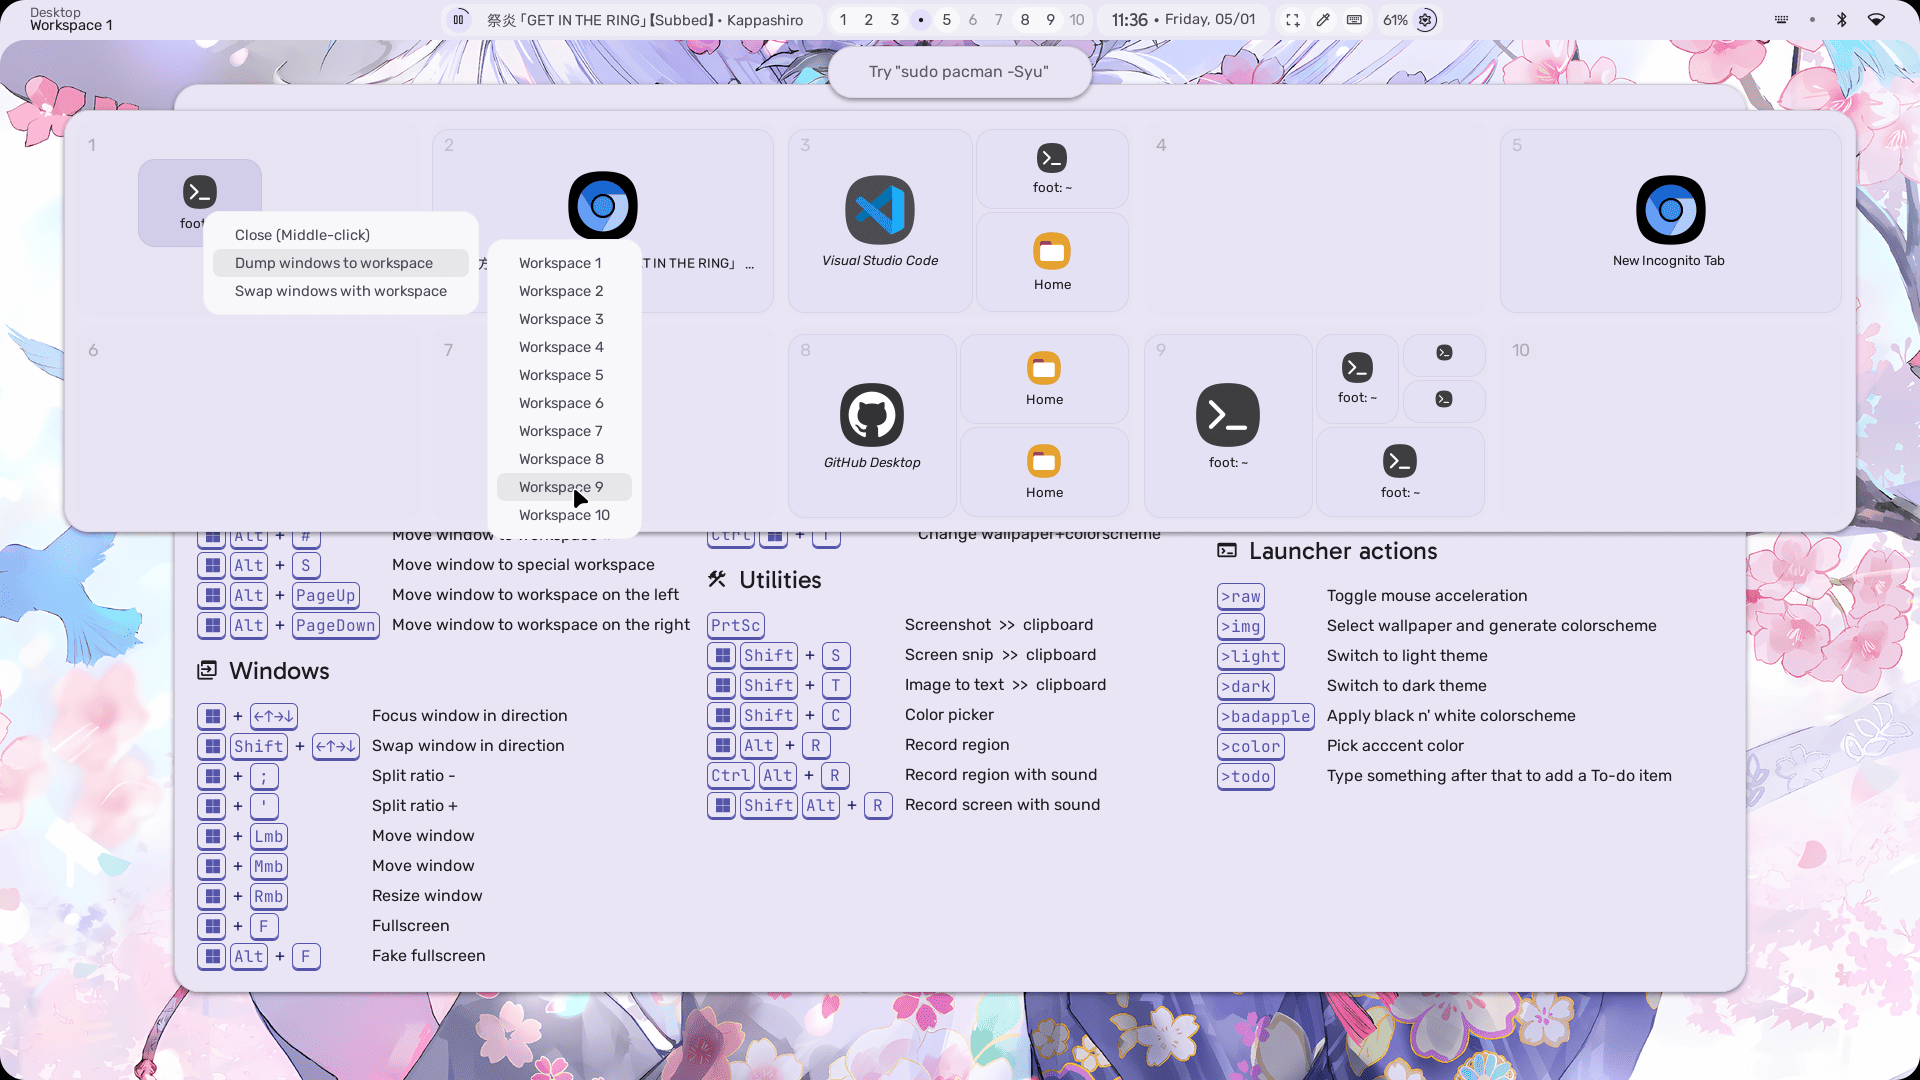 Desktop
Workspace 1
祭炎 「GET IN THE RING」【Subbed】 • Kappashiro
1 2 3 • 5 6 7 8 9 10
11:36 • Friday, 05/01
61%
Try "sudo pacman -Syu"
1
foot
Close (Middle-click)
Dump windows to workspace
Swap windows with workspace
2
方
ET IN THE RING」 ...
Workspace 1
Workspace 2
Workspace 3
Workspace 4
Workspace 5
Workspace 6
Workspace 7
Workspace 8
Workspace 9
Workspace 10
3
Visual Studio Code
foot: ~
Home
4
5
New Incognito Tab
6
7
8
GitHub Desktop
Home
Home
9
foot: ~
foot: ~
foot: ~
10
Alt + # Move window to workspace
Alt + S Move window to special workspace
Alt + PageUp Move window to workspace on the left
Alt + PageDown Move window to workspace on the right
Windows
+ ←↑→↓ Focus window in direction
Shift + ←↑→↓ Swap window in direction
+ ; Split ratio -
+ ' Split ratio +
+ Lmb Move window
+ Mmb Move window
+ Rmb Resize window
+ F Fullscreen
Alt + F Fake fullscreen
Ctrl + T Change wallpaper+colorscheme
Utilities
PrtSc Screenshot >> clipboard
Shift + S Screen snip >> clipboard
Shift + T Image to text >> clipboard
Shift + C Color picker
Alt + R Record region
Ctrl Alt + R Record region with sound
Shift Alt + R Record screen with sound
Launcher actions
>raw Toggle mouse acceleration
>img Select wallpaper and generate colorscheme
>light Switch to light theme
>dark Switch to dark theme
>badapple Apply black n' white colorscheme
>color Pick acccent color
>todo Type something after that to add a To-do item